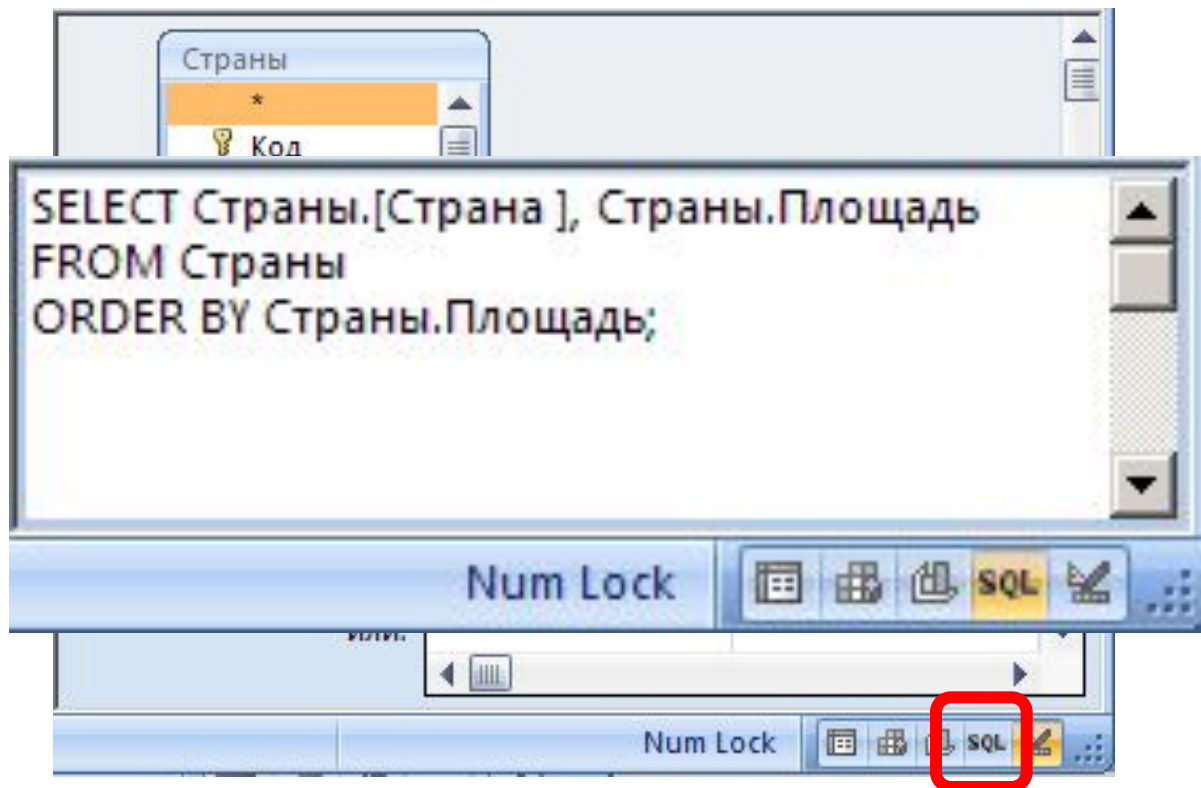 Страны
*
Код
SELECT Страны.[Страна ], Страны.Площадь
FROM Страны
ORDER BY Страны.Площадь;
Num Lock SQL
или:
Num Lock SQL